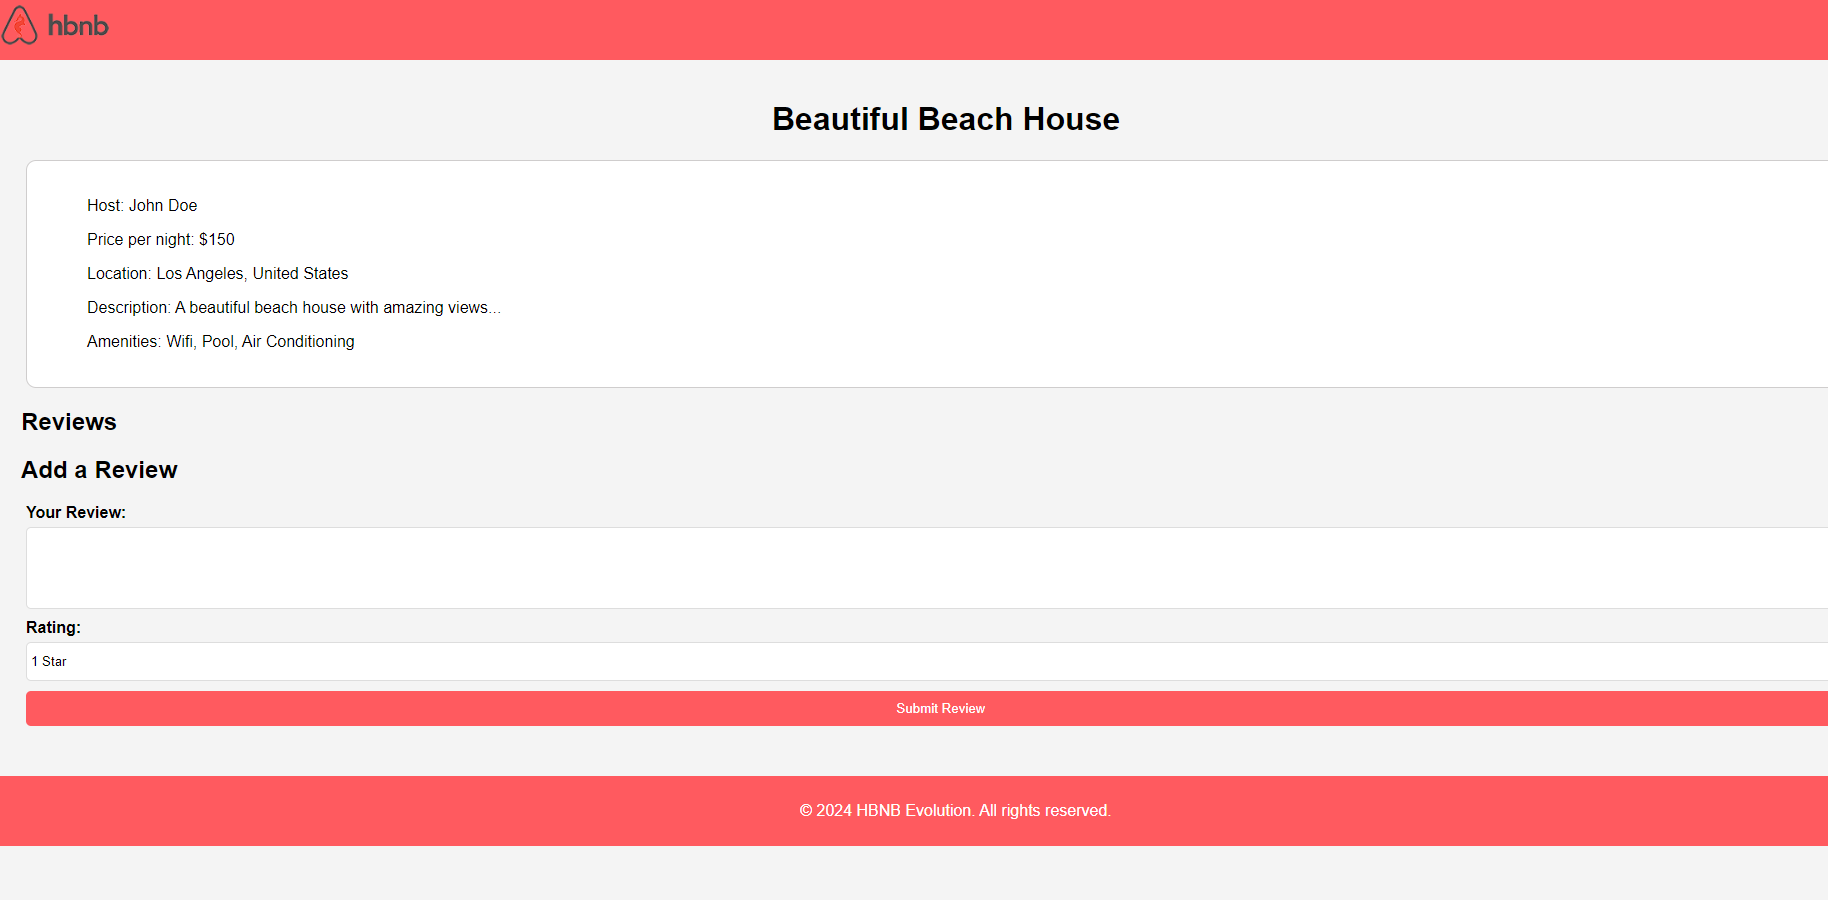 hbnb
Beautiful Beach House
Host: John Doe
Price per night: $150
Location: Los Angeles, United States
Description: A beautiful beach house with amazing views...
Amenities: Wifi, Pool, Air Conditioning
Reviews
Add a Review
Your Review:
Rating:
1 Star
Submit Review
© 2024 HBNB Evolution. All rights reserved.